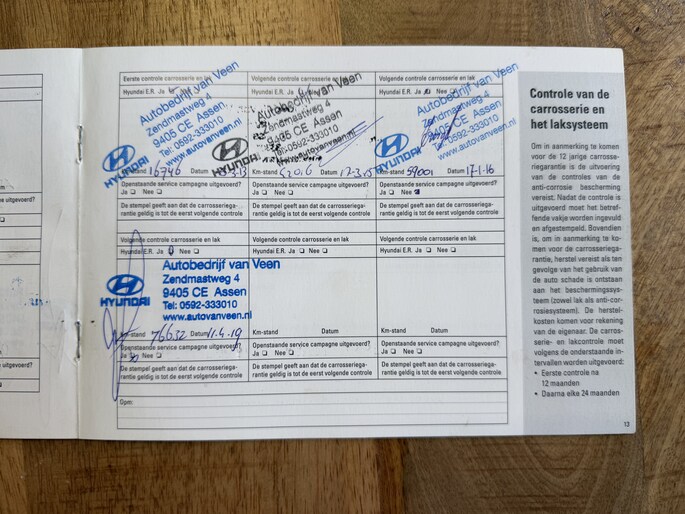 Eerste controle carrosserie en lak
Hyundai E.R. Ja Nee
Autobedrijf van Veen
Zendmastweg 4
9405 CE Assen
Tel: 0592-333010
www.autovanveen.nl
HYUNDAI
stand 16746
Openstaande service campagne uitgevoerd?
Ja Nee
De stempel geeft aan dat de carrosseriega-
rantie geldig is tot de eerst volgende controle
Volgende controle carrosserie en lak
Hyundai E.R. Ja
Autobedrijf van Veen
Zendmastweg 4
9405 CE Assen
Tel: 0592-333010
www.autovanveen.nl
HYUNDAI
Km-stand Datum 12-3-15
Openstaande service campagne uitgevoerd?
Ja Nee
De stempel geeft aan dat de carrosseriega-
rantie geldig is tot de eerst volgende controle
Volgende controle carrosserie en lak
Hyundai E.R. Ja Nee
Autobedrijf van Veen
Zendmastweg 4
9405 CE Assen
Tel: 0592-333010
www.autovanveen.nl
HYUNDAI
stand 59001 Datum 17-1-16
Openstaande service campagne uitgevoerd?
Ja Nee
De stempel geeft aan dat de carrosseriega-
rantie geldig is tot de eerst volgende controle
Volgende controle carrosserie en lak
Hyundai E.R. Ja Nee
Autobedrijf van Veen
Zendmastweg 4
9405 CE Assen
Tel: 0592-333010
www.autovanveen.nl
HYUNDAI
Km-stand 76632 Datum 11-4-19
Openstaande service campagne uitgevoerd?
Ja Nee
De stempel geeft aan dat de carrosseriega-
rantie geldig is tot de eerst volgende controle
Volgende controle carrosserie en lak
Hyundai E.R. Ja Nee
Km-stand Datum
Openstaande service campagne uitgevoerd?
Ja Nee
De stempel geeft aan dat de carrosseriega-
rantie geldig is tot de eerst volgende controle
Volgende controle carrosserie en lak
Hyundai E.R. Ja Nee
Km-stand Datum
Openstaande service campagne uitgevoerd?
Ja Nee
De stempel geeft aan dat de carrosseriega-
rantie geldig is tot de eerst volgende controle
Opm:
Controle van de
carrosserie en
het laksysteem
Om in aanmerking te komen
voor de 12 jarige carrosse-
riegarantie is de uitvoering
van de controles van de
anti-corrosie bescherming
vereist. Nadat de controle is
uitgevoerd moet het betref-
fende vakje worden ingevuld
en afgestempeld. Bovendien
is, om in aanmerking te ko-
men voor de carrosseriega-
rantie, herstel vereist als ten
gevolge van het gebruik van
de auto schade is ontstaan
aan het beschermingssys-
teem (zowel lak als anti-cor-
rosiesysteem). De herstel-
kosten komen voor rekening
van de eigenaar. De carros-
serie- en lakcontrole moet
volgens de onderstaande in-
tervallen worden uitgevoerd:
• Eerste controle na
12 maanden
• Daarna elke 24 maanden
13